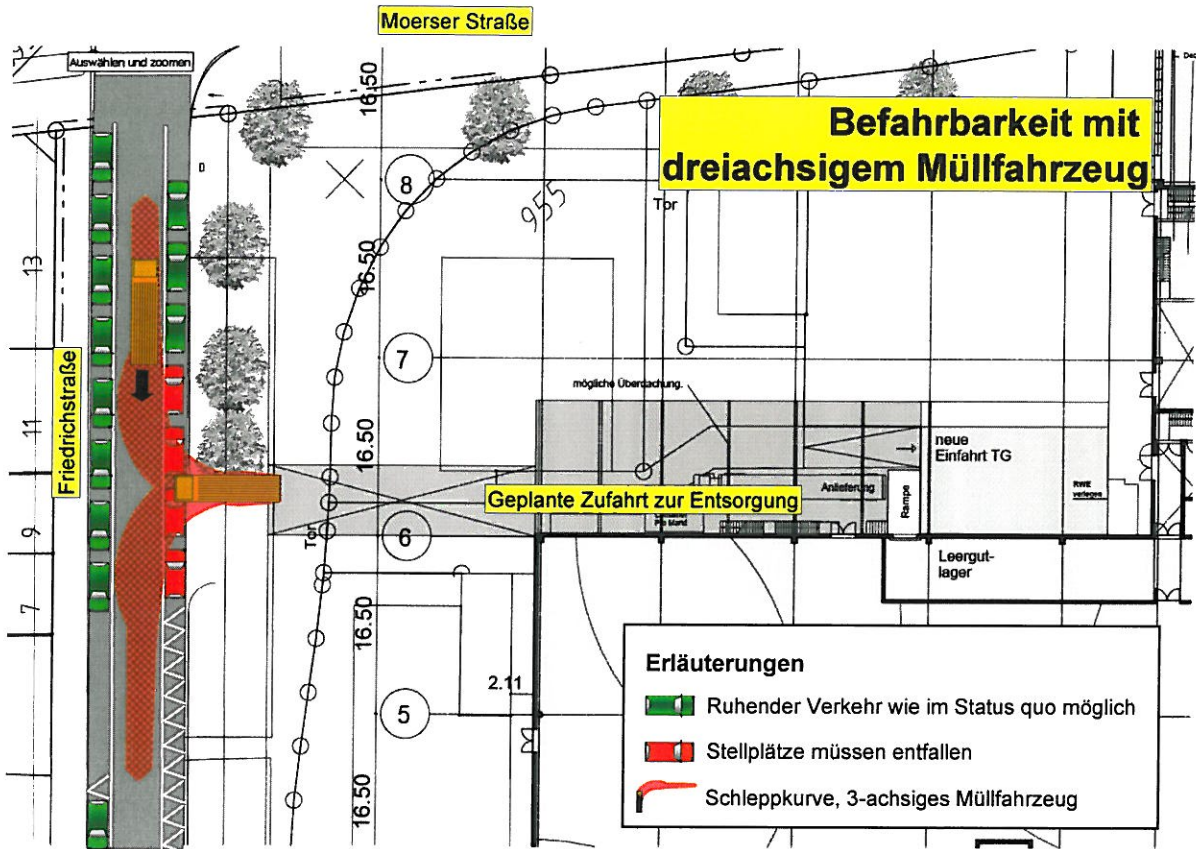 Moerser Straße
Auswählen und zoomen
Befahrbarkeit mit
dreiachsigem Müllfahrzeug
16.50
8
955
Tor
D
13
16.50
7
Friedrichstraße
mögliche Überdachung.
11
16.50
neue
Einfahrt TG
Geplante Zufahrt zur Entsorgung
Anlieferung
Rampe
RWE
verlegen
9
Tor
6
Leergut-
lager
7
16.50
2.11
5
16.50
Erläuterungen
Ruhender Verkehr wie im Status quo möglich
Stellplätze müssen entfallen
Schleppkurve, 3-achsiges Müllfahrzeug